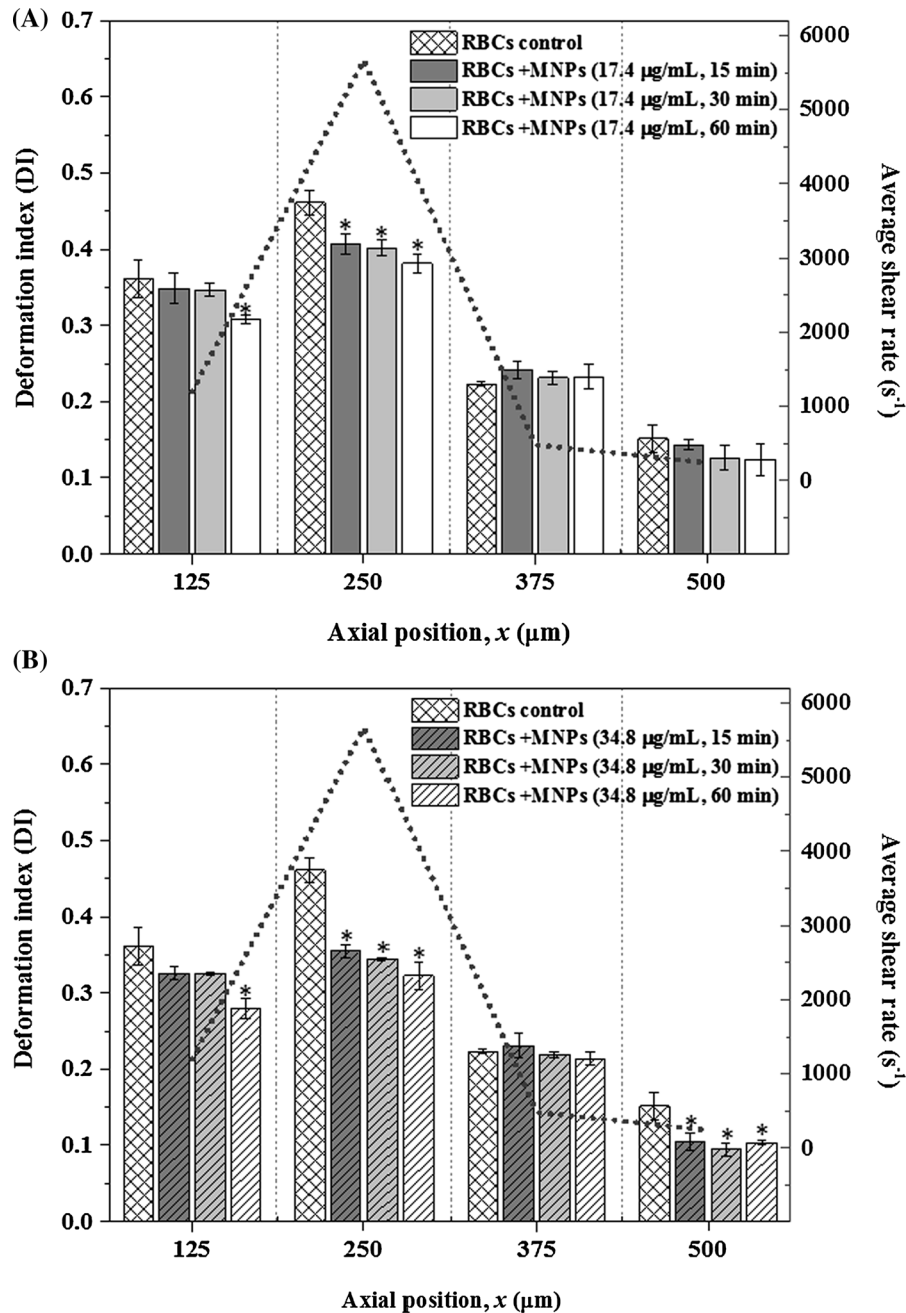 (A)
0.7
0.6
0.5
0.4
0.3
0.2
0.1
0.0
Deformation index (DI)
RBCs control
RBCs +MNPs (17.4 μg/mL, 15 min)
RBCs +MNPs (17.4 μg/mL, 30 min)
RBCs +MNPs (17.4 μg/mL, 60 min)
* * * *
6000
5000
4000
3000
2000
1000
0
Average shear rate (s-1)
125 250 375 500
Axial position, x (μm)
(B)
0.7
0.6
0.5
0.4
0.3
0.2
0.1
0.0
Deformation index (DI)
RBCs control
RBCs +MNPs (34.8 μg/mL, 15 min)
RBCs +MNPs (34.8 μg/mL, 30 min)
RBCs +MNPs (34.8 μg/mL, 60 min)
* * * * * * *
6000
5000
4000
3000
2000
1000
0
Average shear rate (s-1)
125 250 375 500
Axial position, x (μm)